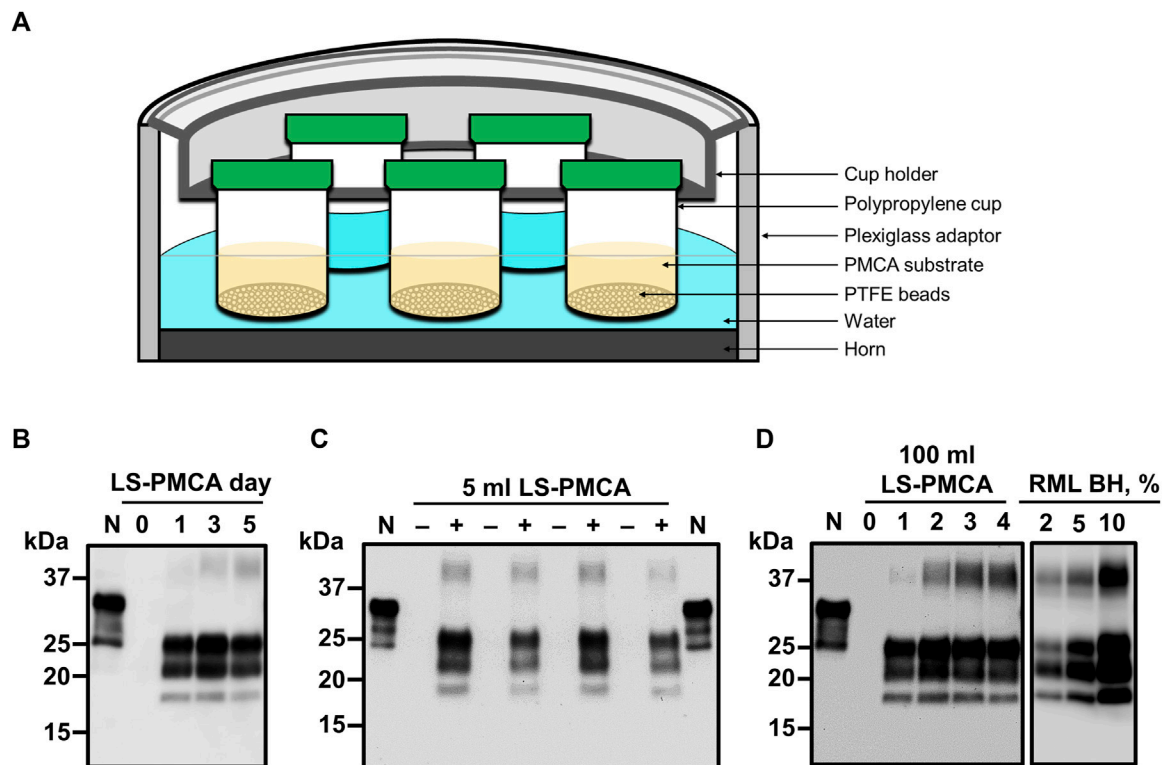 A
Cup holder
Polypropylene cup
Plexiglass adaptor
PMCA substrate
PTFE beads
Water
Horn
B
LS-PMCA day
N 0 1 3 5
kDa
37
25
20
15
C
5 ml LS-PMCA
N – + – + – + – + N
kDa
37
25
20
15
D
100 ml
LS-PMCA
RML BH, %
N 0 1 2 3 4 2 5 10
kDa
37
25
20
15